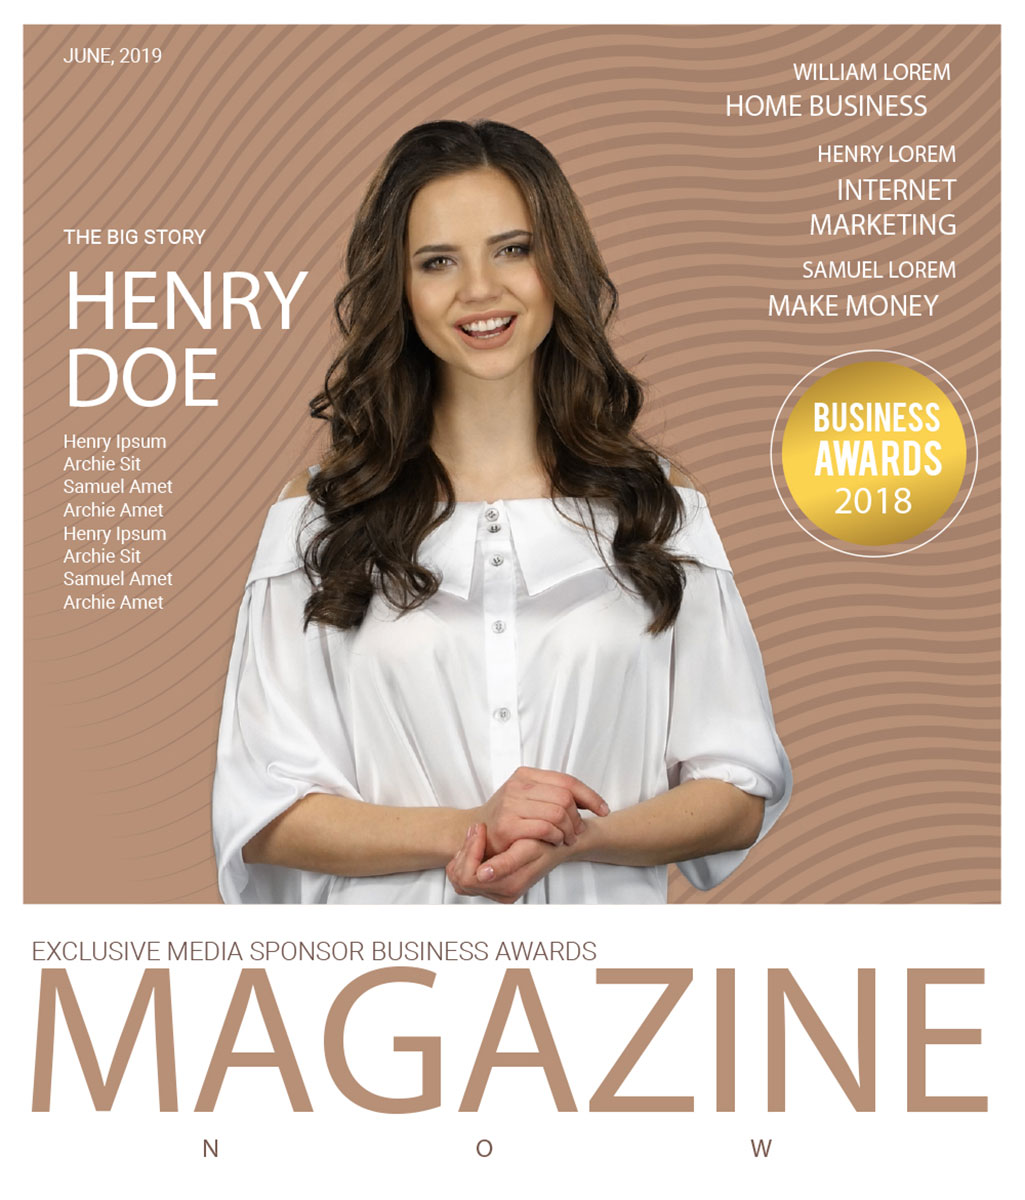 JUNE, 2019
WILLIAM LOREM
HOME BUSINESS
HENRY LOREM
INTERNET
MARKETING
SAMUEL LOREM
MAKE MONEY
THE BIG STORY
HENRY
DOE
Henry Ipsum
Archie Sit
Samuel Amet
Archie Amet
Henry Ipsum
Archie Sit
Samuel Amet
Archie Amet
BUSINESS
AWARDS
2018
EXCLUSIVE MEDIA SPONSOR BUSINESS AWARDS
MAGAZINE
N O W